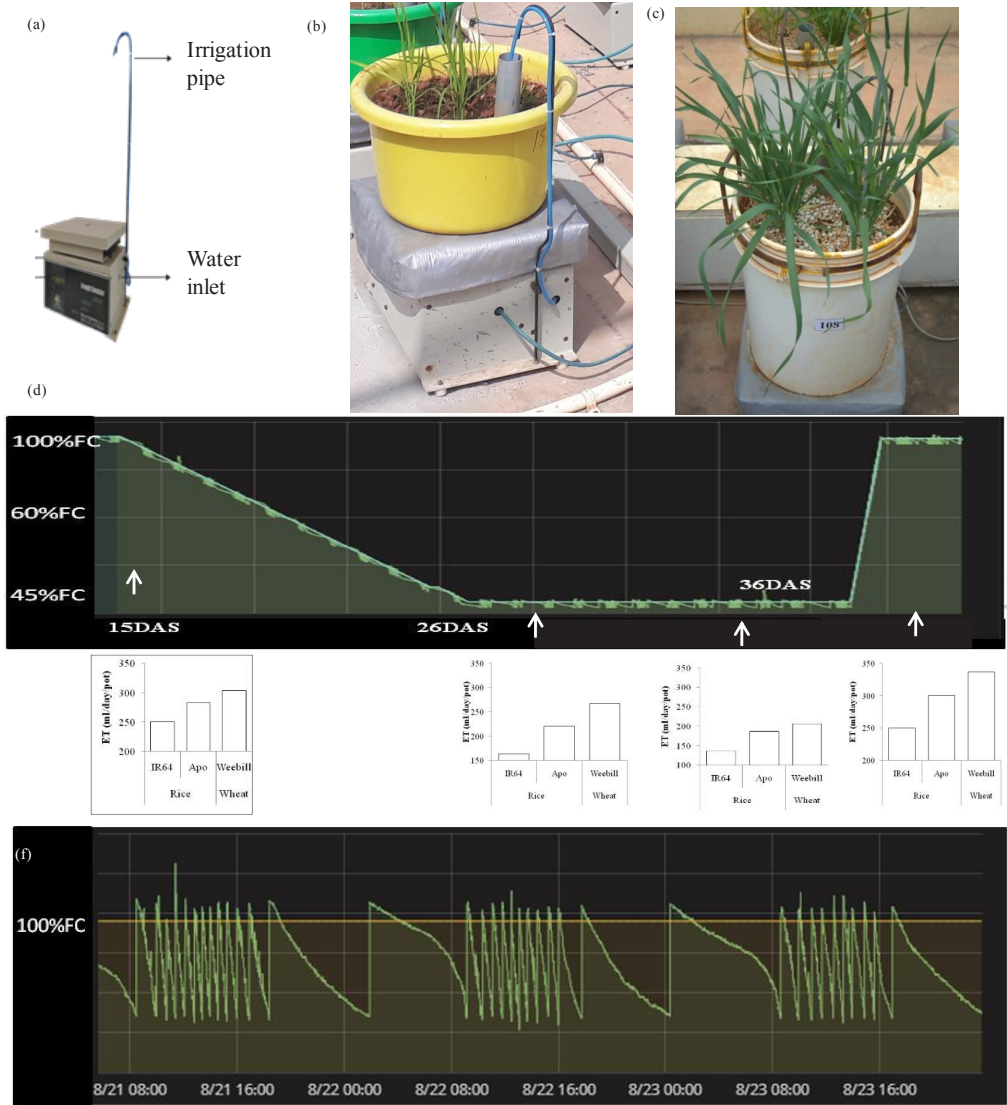 (a)
Irrigation
pipe
Water
inlet
(b)
15
(c)
10S
(d)
100%FC
60%FC
45%FC
15DAS
26DAS
36DAS
ET (ml/day/pot)
350
300
250
200
IR64 Apo Weebill
Rice Wheat
ET (ml/day/pot)
350
300
250
200
150
IR64 Apo Weebill
Rice Wheat
ET (ml/day/pot)
350
300
250
200
150
100
IR64 Apo Weebill
Rice Wheat
ET (ml/day/pot)
350
300
250
200
IR64 Apo Weebill
Rice Wheat
(f)
100%FC
8/21 08:00 8/21 16:00 8/22 00:00 8/22 08:00 8/22 16:00 8/23 00:00 8/23 08:00 8/23 16:00